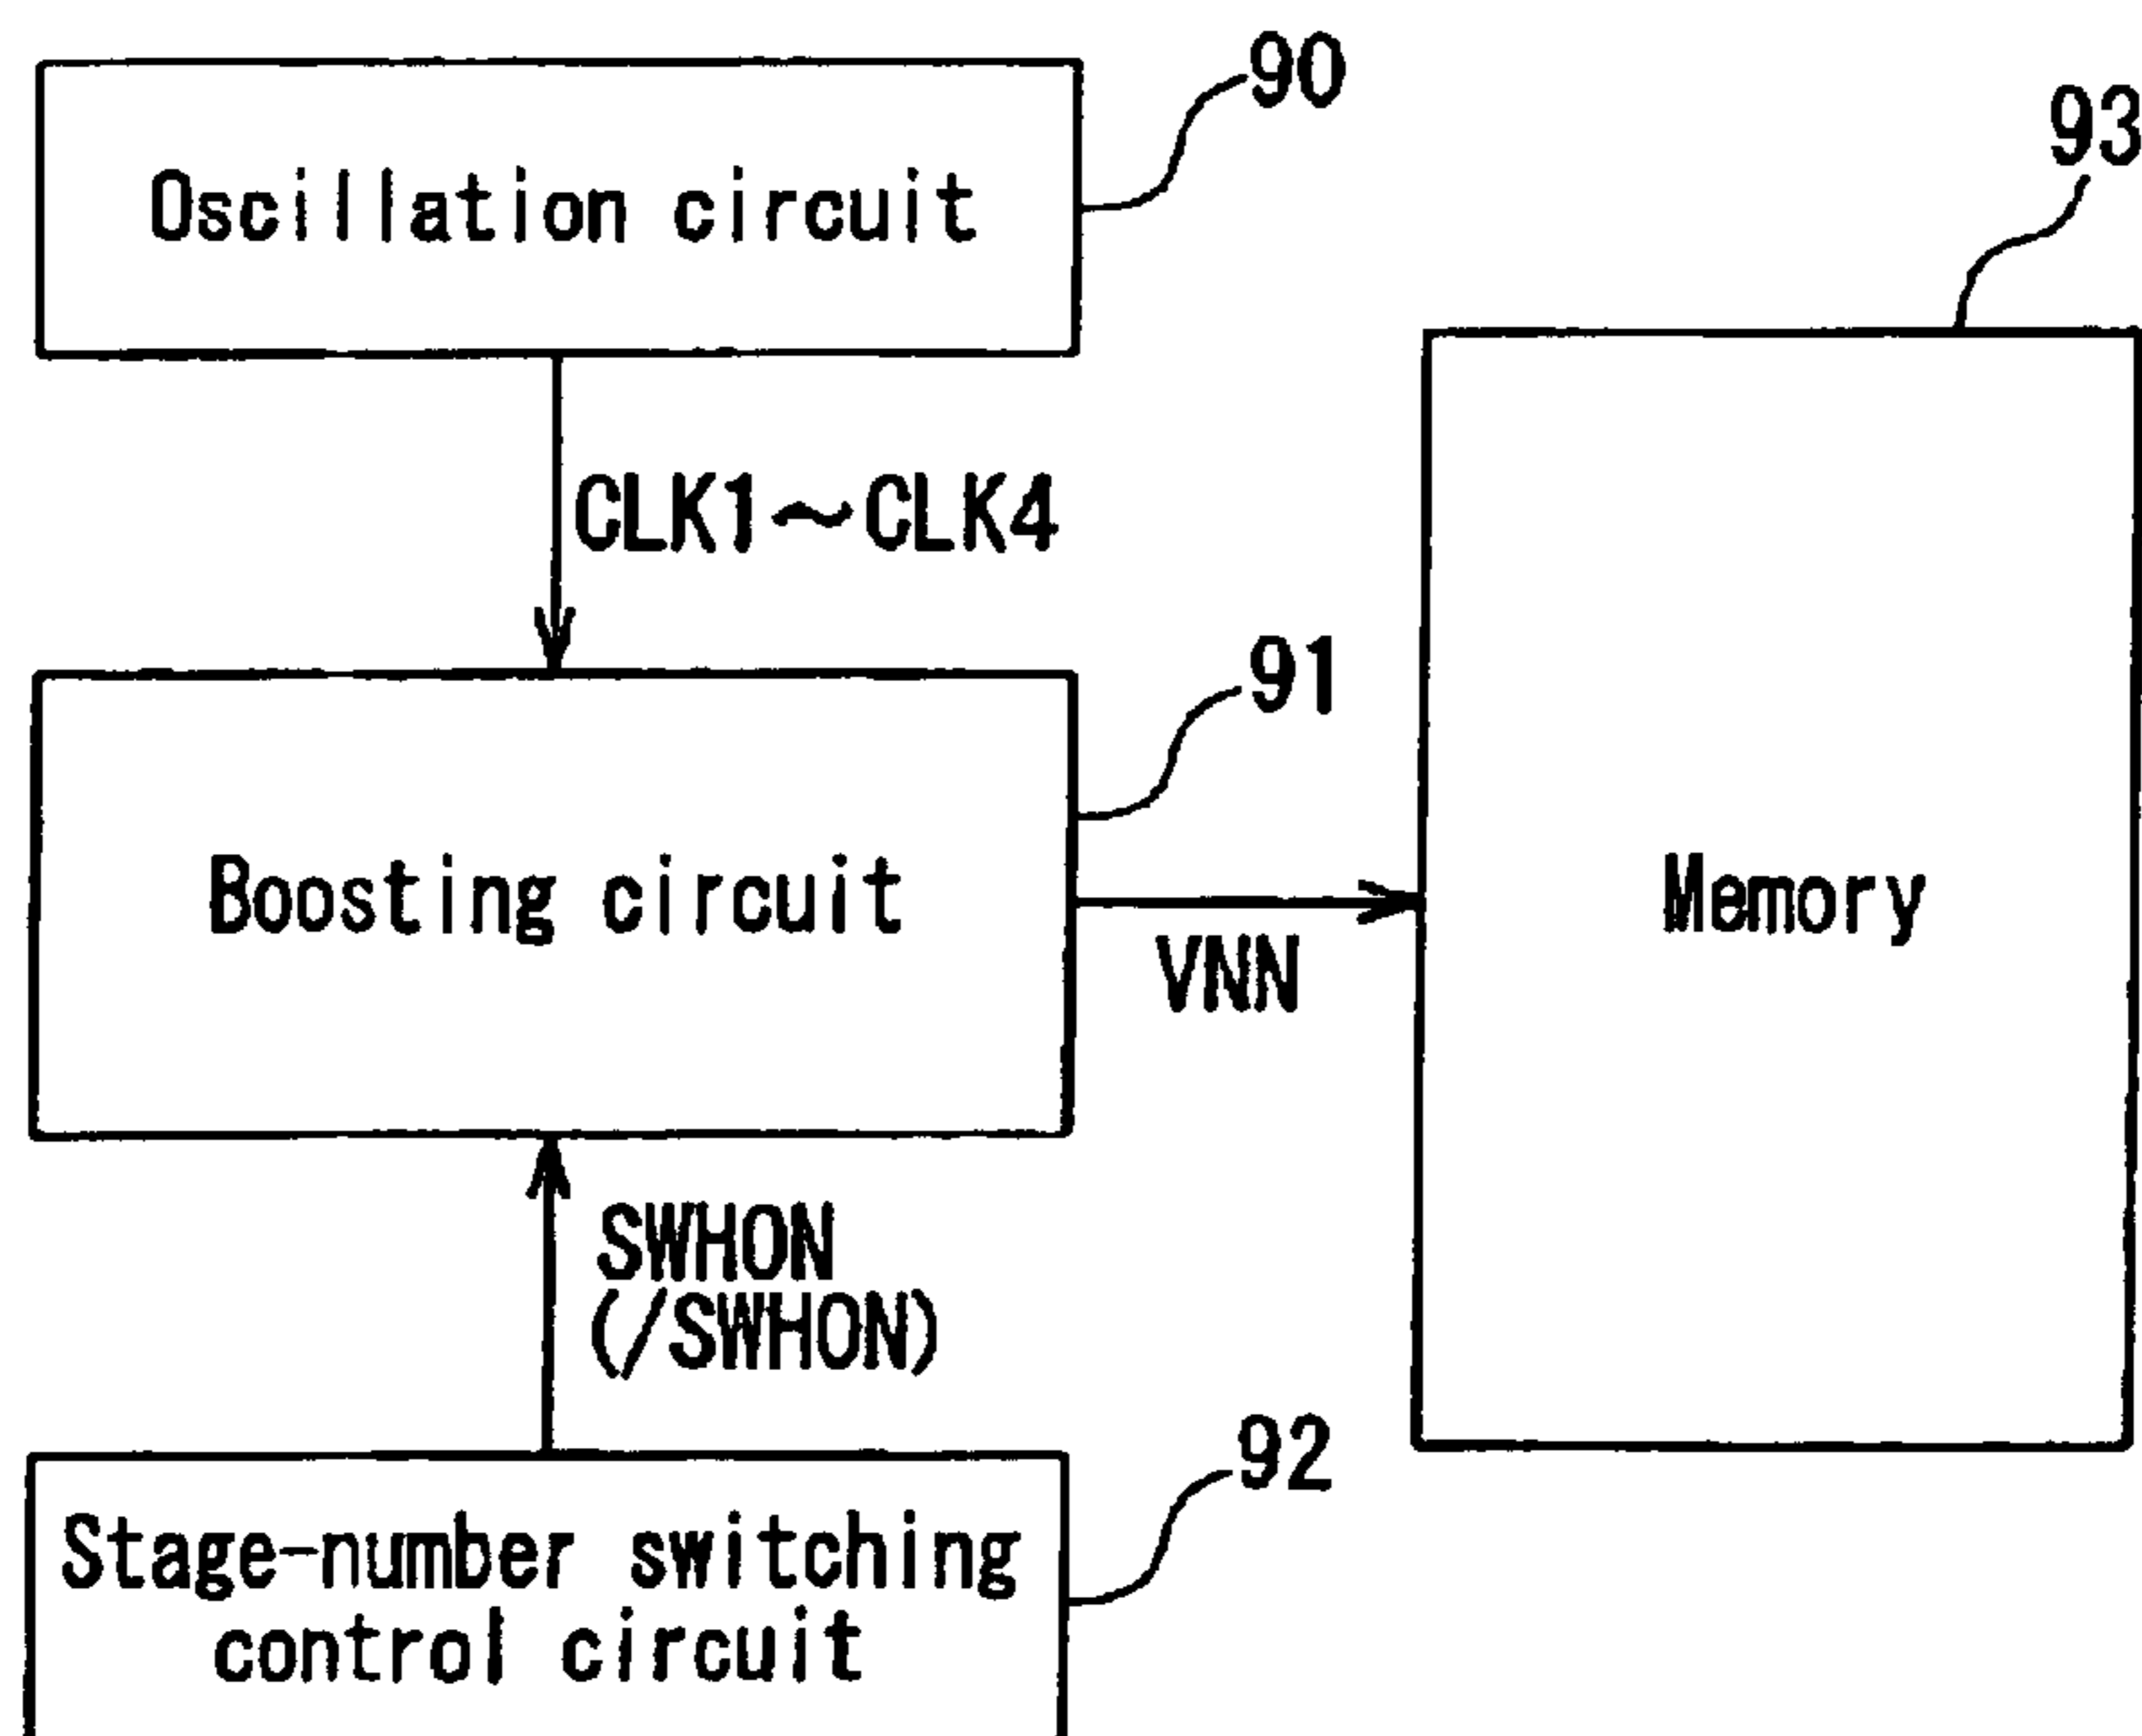 90
Oscillation circuit
93
CLK1~CLK4
91
Boosting circuit
VNN
Memory
SWHON
(/SWHON)
92
Stage-number switching
control circuit